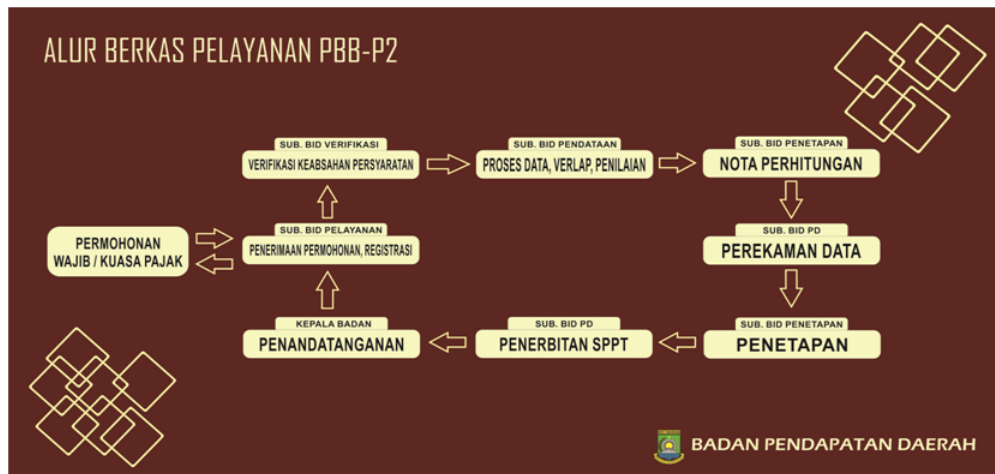 ALUR BERKAS PELAYANAN PBB-P2
SUB. BID VERIFIKASI
VERIFIKASI KEABSAHAN PERSYARATAN
SUB. BID PENDATAAN
PROSES DATA, VERLAP, PENILAIAN
SUB. BID PENETAPAN
NOTA PERHITUNGAN
PERMOHONAN
WAJIB / KUASA PAJAK
SUB. BID PELAYANAN
PENERIMAAN PERMOHONAN, REGISTRASI
SUB. BID PD
PEREKAMAN DATA
KEPALA BADAN
PENANDATANGANAN
SUB. BID PD
PENERBITAN SPPT
SUB. BID PENETAPAN
PENETAPAN
BADAN PENDAPATAN DAERAH